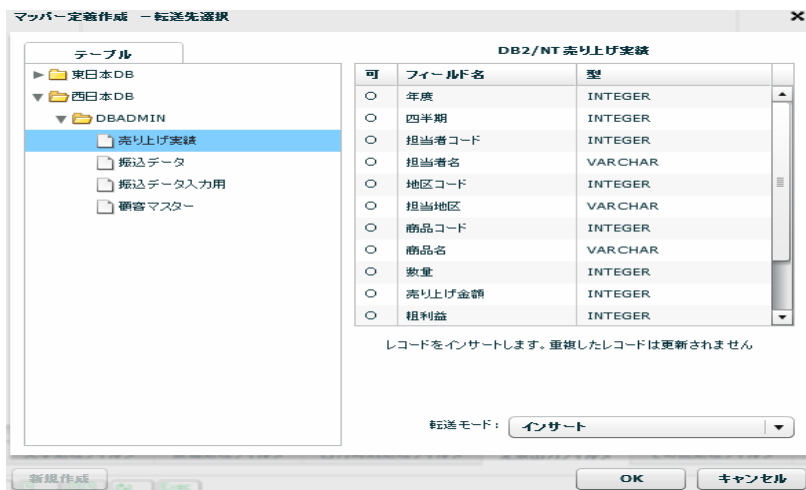 マッパー定義作成 －転送先選択
テーブル
東日本DB
西日本DB
DBADMIN
売り上げ実績
振込データ
振込データ入力用
顧客マスター
DB2/NT 売り上げ実績
可 フィールド名 型
○ 年度 INTEGER
○ 四半期 INTEGER
○ 担当者コード INTEGER
○ 担当者名 VARCHAR
○ 地区コード INTEGER
○ 担当地区 VARCHAR
○ 商品コード INTEGER
○ 商品名 VARCHAR
○ 数量 INTEGER
○ 売り上げ金額 INTEGER
○ 粗利益 INTEGER
レコードをインサートします。重複したレコードは更新されません
転送モード： インサート
新規作成 OK キャンセル